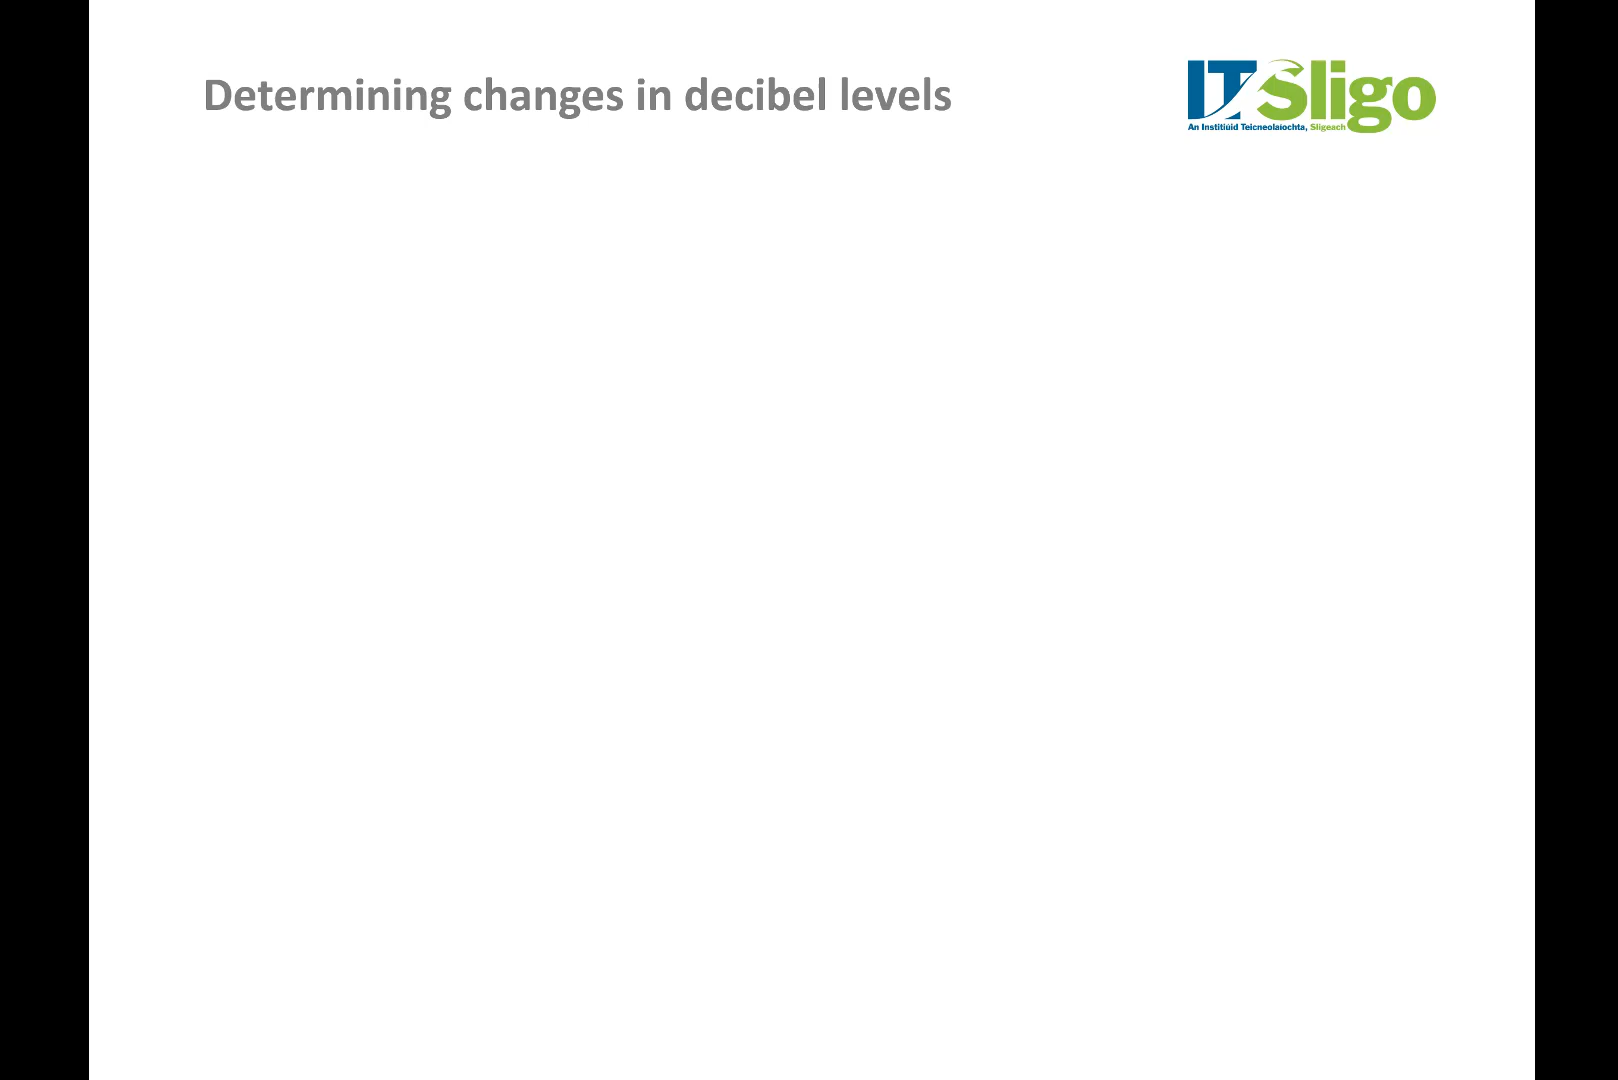 Determining changes in decibel levels
IT Sligo
An Institiúid Teicneolaíochta, Sligeach